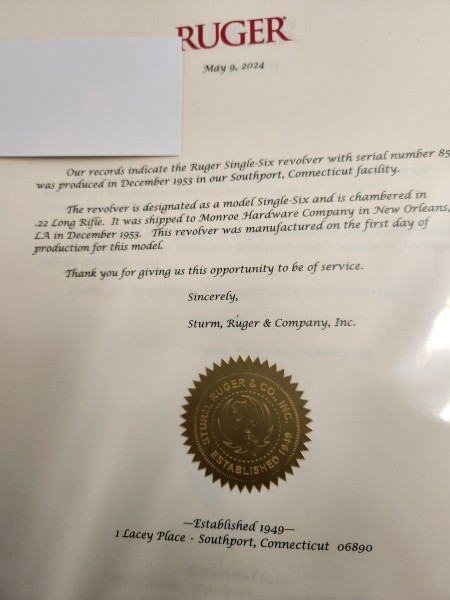 RUGER
May 9, 2024
Our records indicate the Ruger Single-Six revolver with serial number 85
was produced in December 1953 in our Southport, Connecticut facility.
The revolver is designated as a model Single-Six and is chambered in
.22 Long Rifle. It was shipped to Monroe Hardware Company in New Orleans,
LA in December 1953. This revolver was manufactured on the first day of
production for this model.
Thank you for giving us this opportunity to be of service.
Sincerely,
Sturm, Ruger & Company, Inc.
STURM, RUGER & CO., INC.
ESTABLISHED 1949
—Established 1949—
1 Lacey Place · Southport, Connecticut 06890